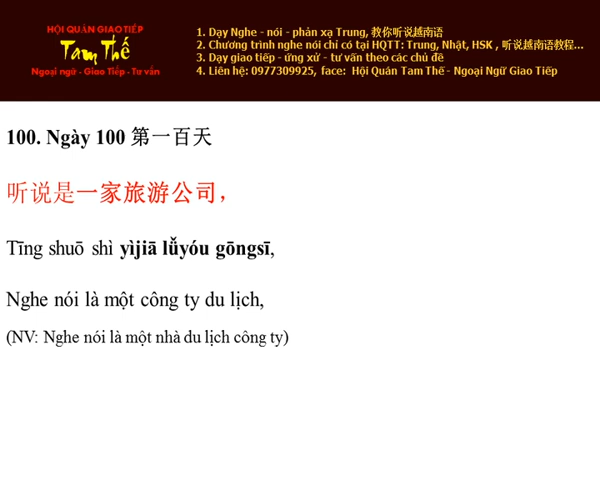 HỘI QUÁN GIAO TIẾP
Tam Thế
Ngoại ngữ - Giao Tiếp - Tư vấn
1. Dạy Nghe - nói - phản xạ Trung, 教你听说越南语
2. Chương trình nghe nói chỉ có tại HQTT: Trung, Nhật, HSK , 听说越南语教程...
3. Dạy giao tiếp - ứng xử - tư vấn theo các chủ đề
4. Liên hệ: 0977309925, face: Hội Quán Tam Thế - Ngoại Ngữ Giao Tiếp
100. Ngày 100 第一百天
听说是一家旅游公司，
Tīng shuō shì yìjiā lǚyóu gōngsī,
Nghe nói là một công ty du lịch,
(NV: Nghe nói là một nhà du lịch công ty)